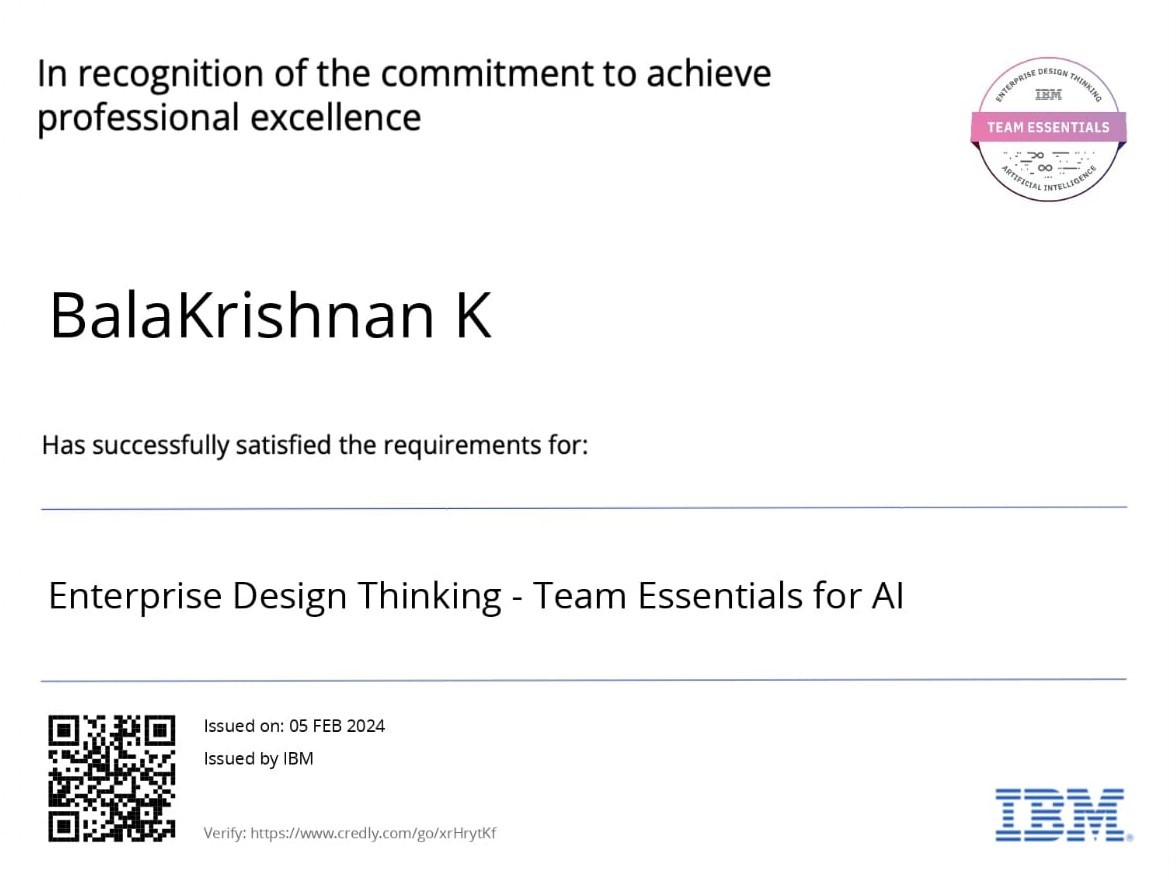 In recognition of the commitment to achieve
professional excellence
ENTERPRISE DESIGN THINKING
IBM
TEAM ESSENTIALS
ARTIFICIAL INTELLIGENCE
BalaKrishnan K
Has successfully satisfied the requirements for:
Enterprise Design Thinking - Team Essentials for AI
Issued on: 05 FEB 2024
Issued by IBM
Verify: https://www.credly.com/go/xrHrytKf
IBM®